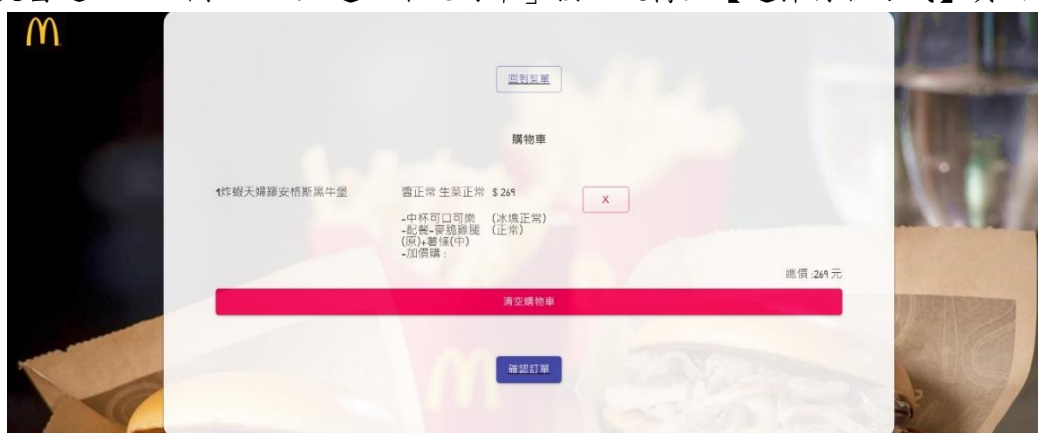 回到菜單
購物車
1炸蝦天婦羅安格斯黑牛堡 醬正常 生菜正常 $ 269 X
-中杯可口可樂 (冰塊正常)
-配餐-麥脆雞腿 (正常)
(原)+薯條(中)
-加價購 :
總價 :269 元
清空購物車
確認訂單